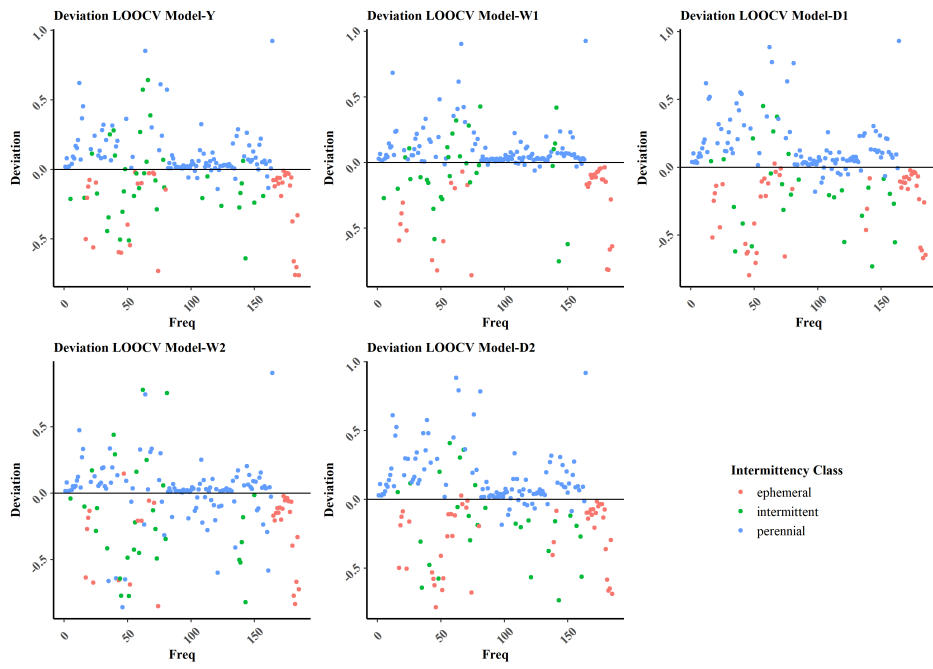 Deviation LOOCV Model-Y
1.0
0.5
0.0
-0.5
Deviation
0
50
100
150
Freq
Deviation LOOCV Model-W1
1.0
0.5
0.0
-0.5
Deviation
0
50
100
150
Freq
Deviation LOOCV Model-D1
1.0
0.5
0.0
-0.5
Deviation
0
50
100
150
Freq
Deviation LOOCV Model-W2
0.5
0.0
-0.5
Deviation
0
50
100
150
Freq
Deviation LOOCV Model-D2
1.0
0.5
0.0
-0.5
Deviation
0
50
100
150
Freq
Intermittency Class
ephemeral
intermittent
perennial